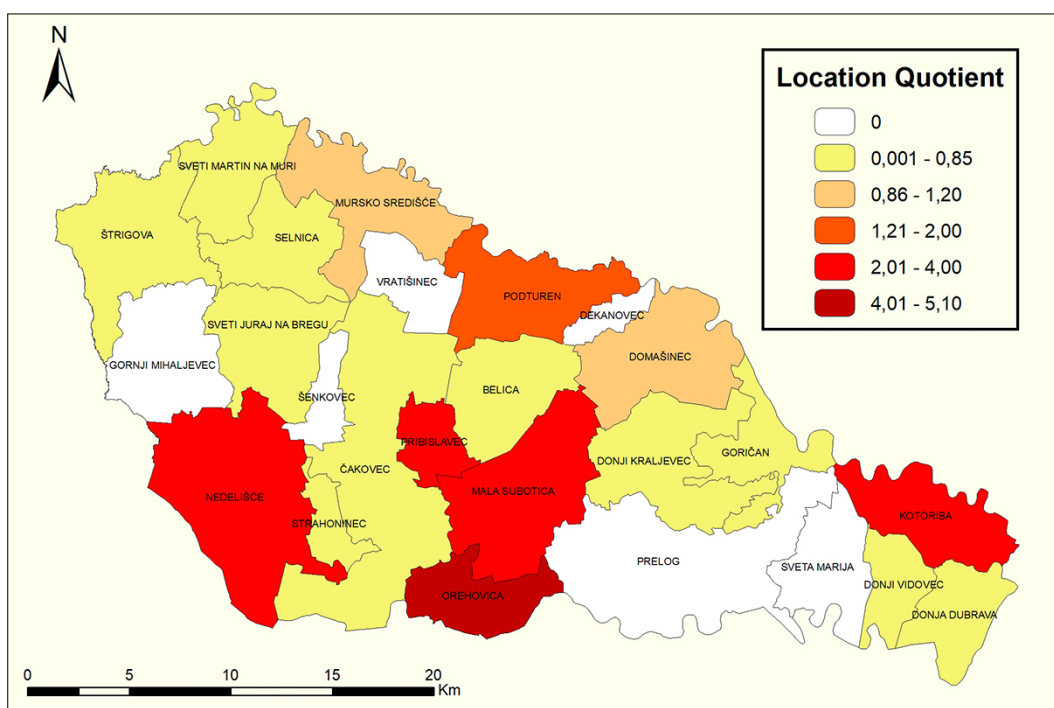 N
Location Quotient
0
0,001 - 0,85
0,86 - 1,20
1,21 - 2,00
2,01 - 4,00
4,01 - 5,10
SVETI MARTIN NA MURI
MURSKO SREDIŠĆE
ŠTRIGOVA
SELNICA
VRATIŠINEC
PODTUREN
DEKANOVEC
SVETI JURAJ NA BREGU
DOMAŠINEC
GORNJI MIHALJEVEC
BELICA
ŠENKOVEC
PRIBISLAVEC
DONJI KRALJEVEC
GORIČAN
ČAKOVEC
MALA SUBOTICA
NEDELIŠĆE
KOTORIBA
STRAHONINEC
PRELOG
SVETA MARIJA
DONJI VIDOVEC
OREHOVICA
DONJA DUBRAVA
0 5 10 15 20
Km